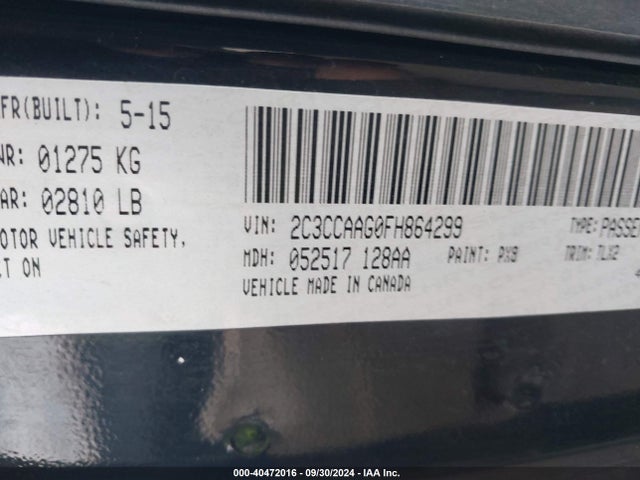 FR(BUILT): 5-15
WR: 01275 KG
AR: 02810 LB
OTOR VEHICLE SAFETY,
CT ON
VIN: 2C3CCAAG0FH864299
TYPE: PASSE
MDH: 052517 128AA
PAINT: PX8
TRIM: TLX2
VEHICLE MADE IN CANADA
000-40472016 - 09/30/2024 - IAA Inc.